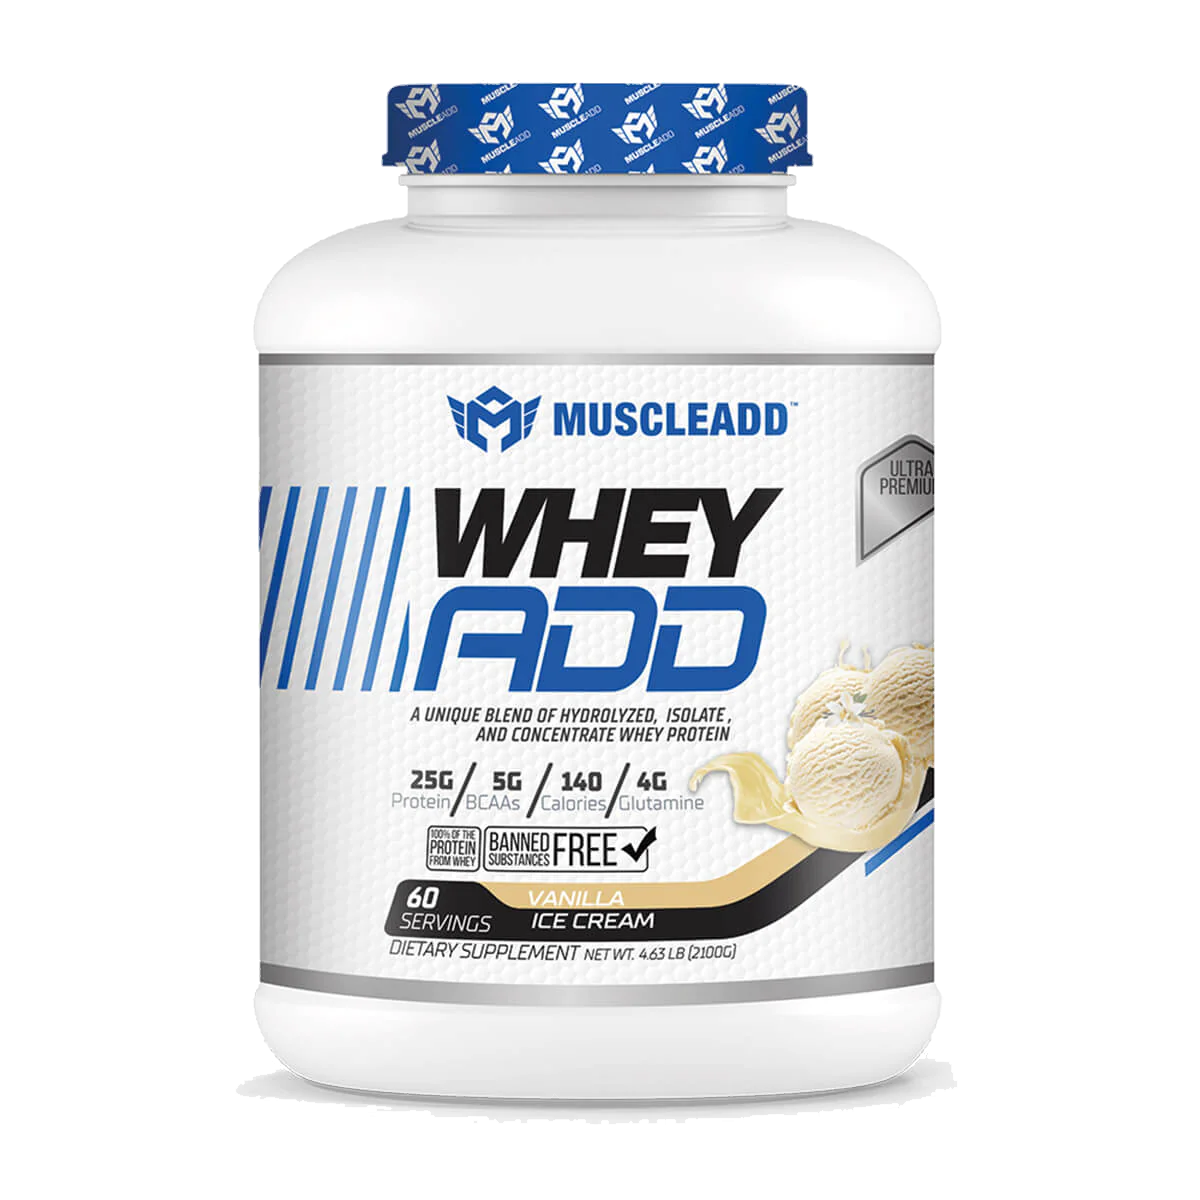 MUSCLEADD
MUSCLEADD™
ULTRA
PREMIU
WHEY
ADD
A UNIQUE BLEND OF HYDROLYZED, ISOLATE,
AND CONCENTRATE WHEY PROTEIN
25G / 5G / 140 / 4G
Protein / BCAAs / Calories / Glutamine
100% OF THE
PROTEIN
FROM WHEY
BANNED
SUBSTANCES
FREE
60
SERVINGS
VANILLA
ICE CREAM
DIETARY SUPPLEMENT NET WT. 4.63 LB (2100G)